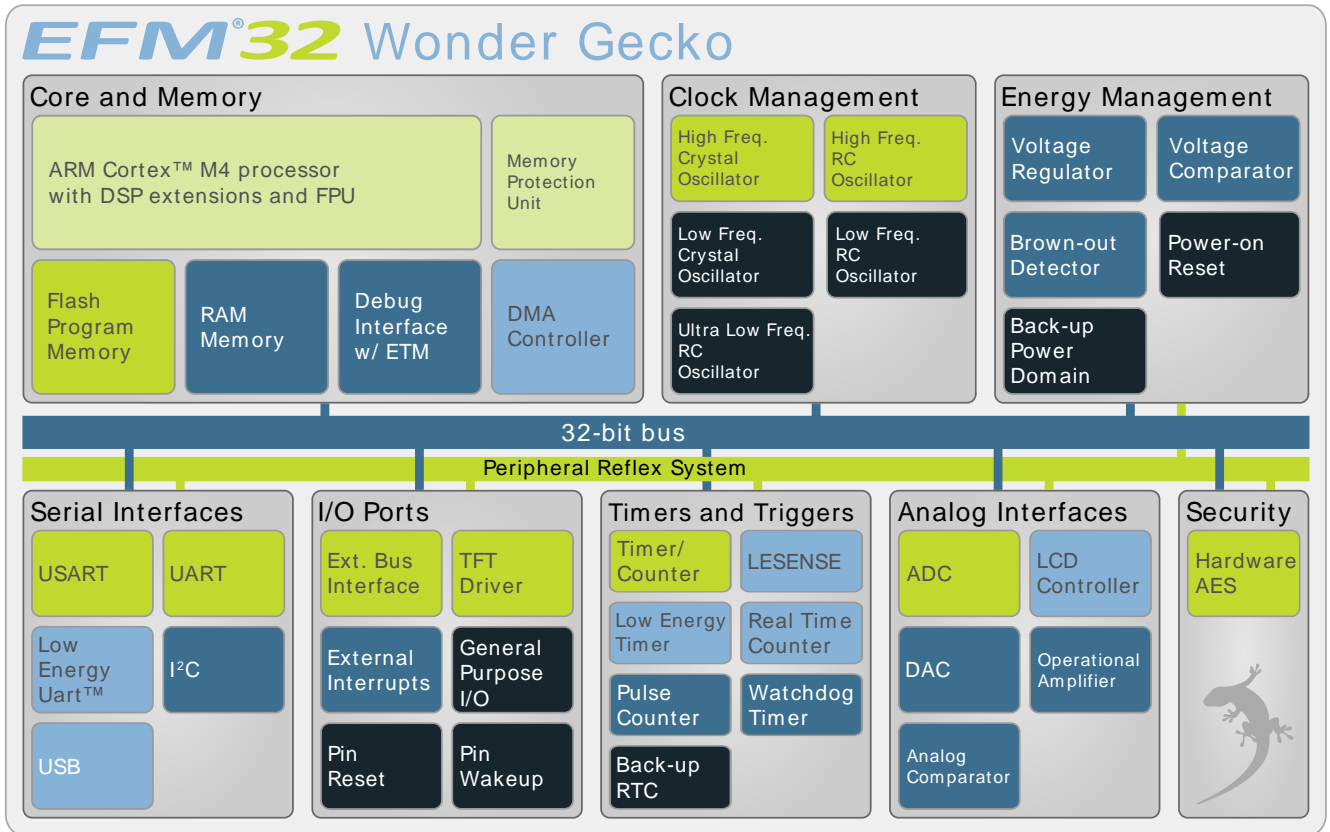 EFM®32 Wonder Gecko
Core and Memory
ARM Cortex™ M4 processor
with DSP extensions and FPU
Memory
Protection
Unit
Flash
Program
Memory
RAM
Memory
Debug
Interface
w/ ETM
DMA
Controller
Clock Management
High Freq.
Crystal
Oscillator
High Freq.
RC
Oscillator
Low Freq.
Crystal
Oscillator
Low Freq.
RC
Oscillator
Ultra Low Freq.
RC
Oscillator
Energy Management
Voltage
Regulator
Voltage
Comparator
Brown-out
Detector
Power-on
Reset
Back-up
Power
Domain
32-bit bus
Peripheral Reflex System
Serial Interfaces
USART
UART
Low
Energy
Uart™
I²C
USB
I/O Ports
Ext. Bus
Interface
TFT
Driver
External
Interrupts
General
Purpose
I/O
Pin
Reset
Pin
Wakeup
Timers and Triggers
Timer/
Counter
LESENSE
Low Energy
Timer
Real Time
Counter
Pulse
Counter
Watchdog
Timer
Back-up
RTC
Analog Interfaces
ADC
LCD
Controller
DAC
Operational
Amplifier
Analog
Comparator
Security
Hardware
AES